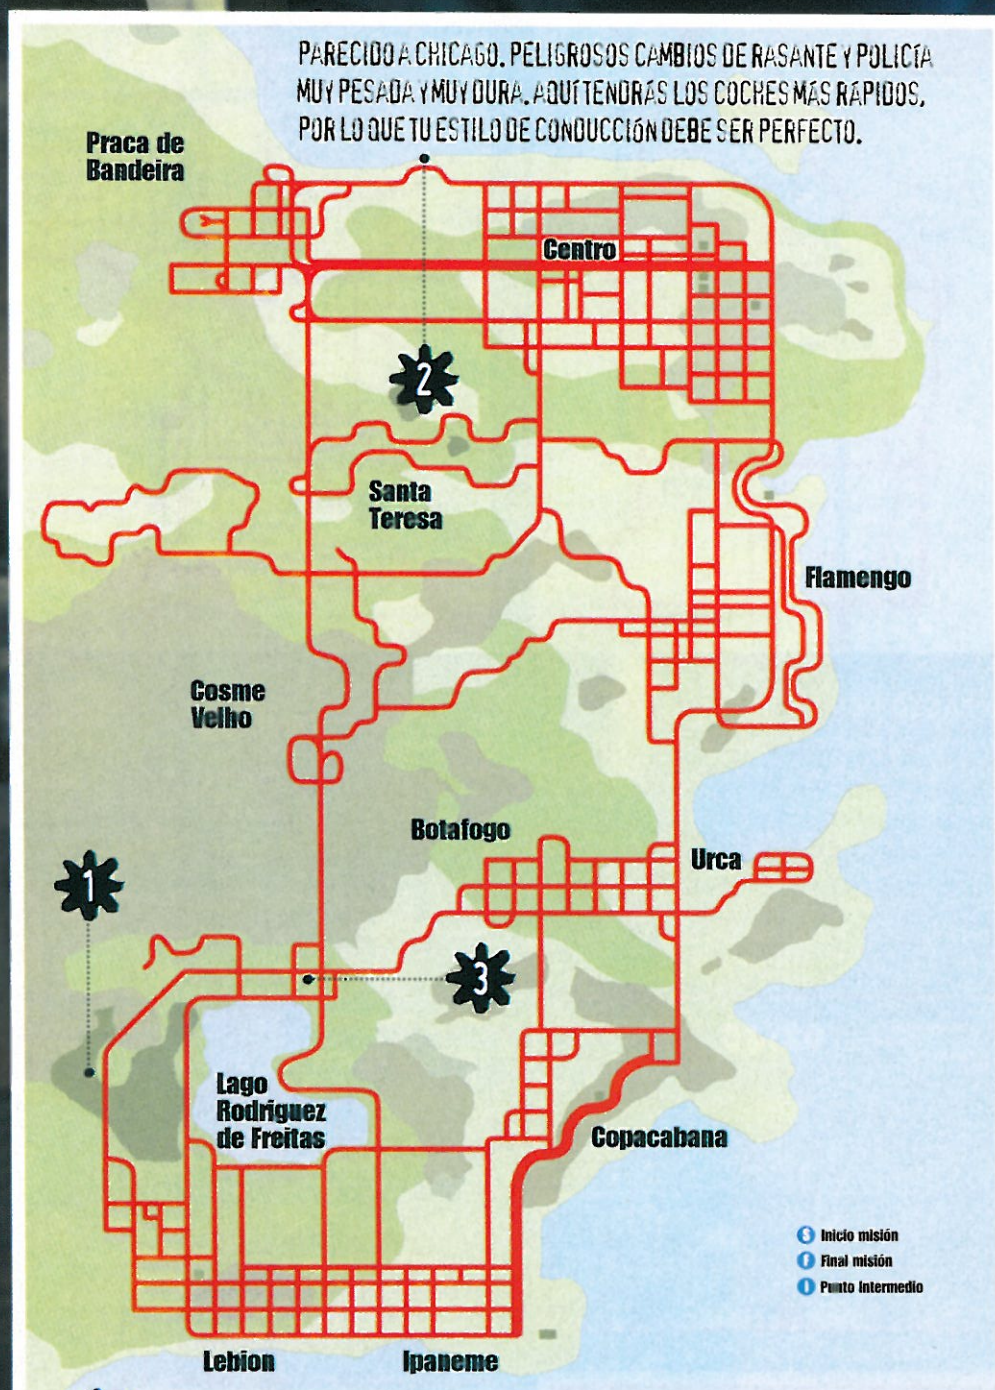 PARECIDO A CHICAGO. PELIGROSOS CAMBIOS DE RASANTE Y POLICÍA
MUY PESADA Y MUY DURA. AQUÍ TENDRÁS LOS COCHES MÁS RÁPIDOS,
POR LO QUE TU ESTILO DE CONDUCCIÓN DEBE SER PERFECTO.
Praca de
Bandeira
Centro
2
Santa
Teresa
Flamengo
Cosme
Velho
Botafogo
Urca
1
3
Lago
Rodriguez
de Freitas
Copacabana
S Inicio misión
F Final misión
I Punto Intermedio
Lebion
Ipaneme